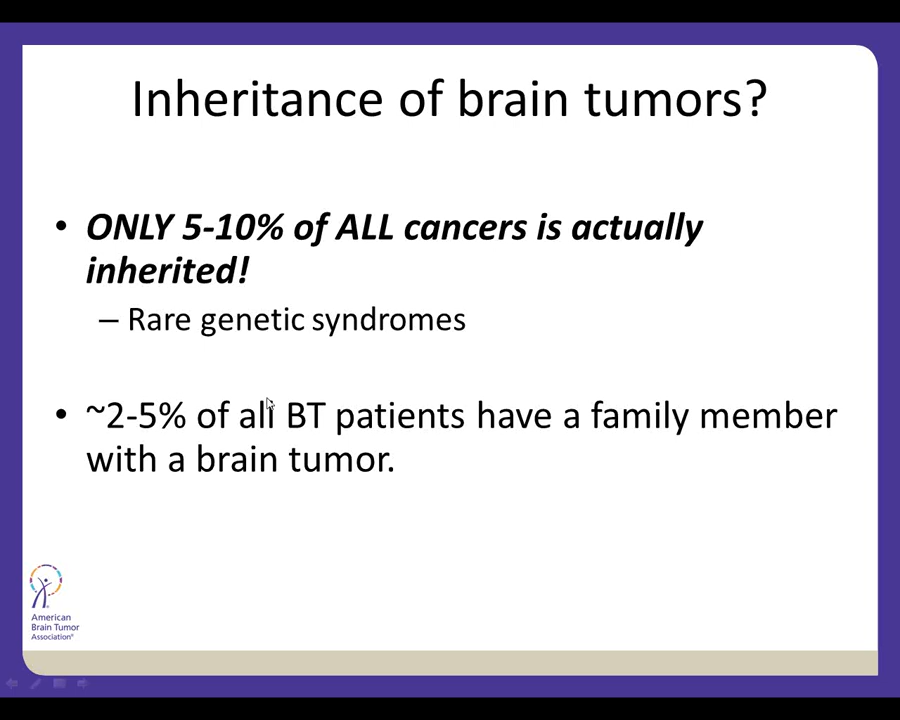 Inheritance of brain tumors?
• ONLY 5-10% of ALL cancers is actually
inherited!
– Rare genetic syndromes
• ~2-5% of all BT patients have a family member
with a brain tumor.
American
Brain Tumor
Association®